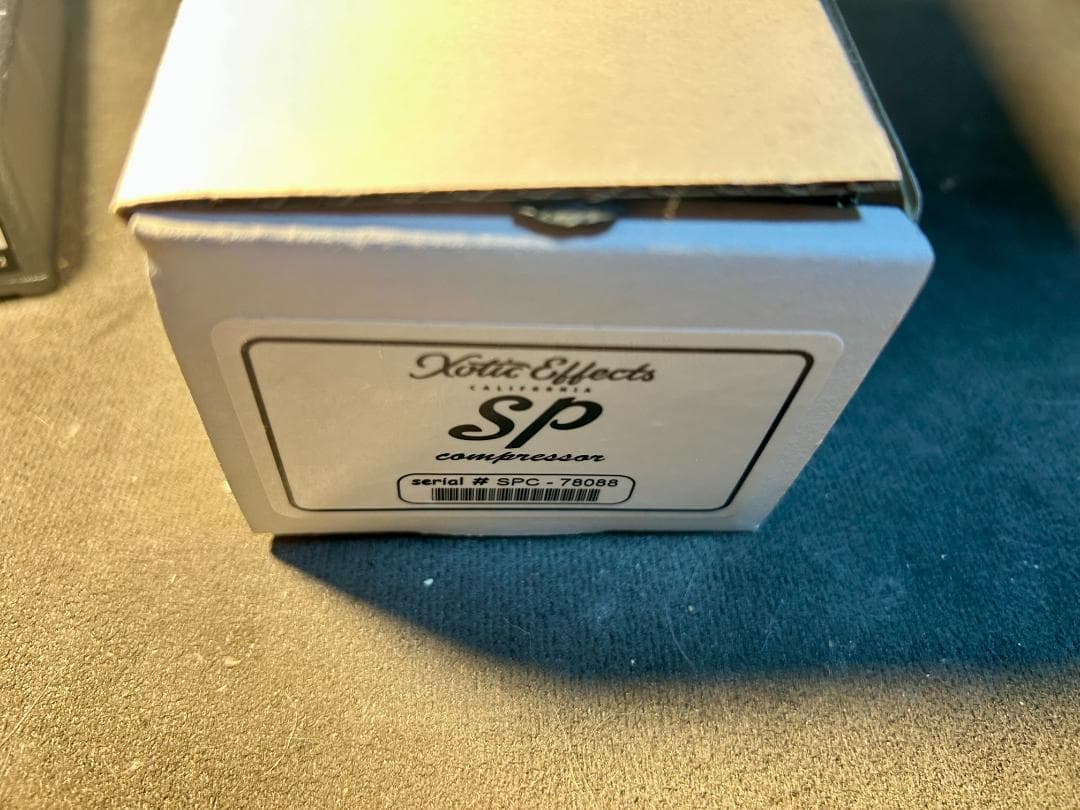 Xotic Effects
CALIFORNIA
SP
compressor
serial # SPC - 78088